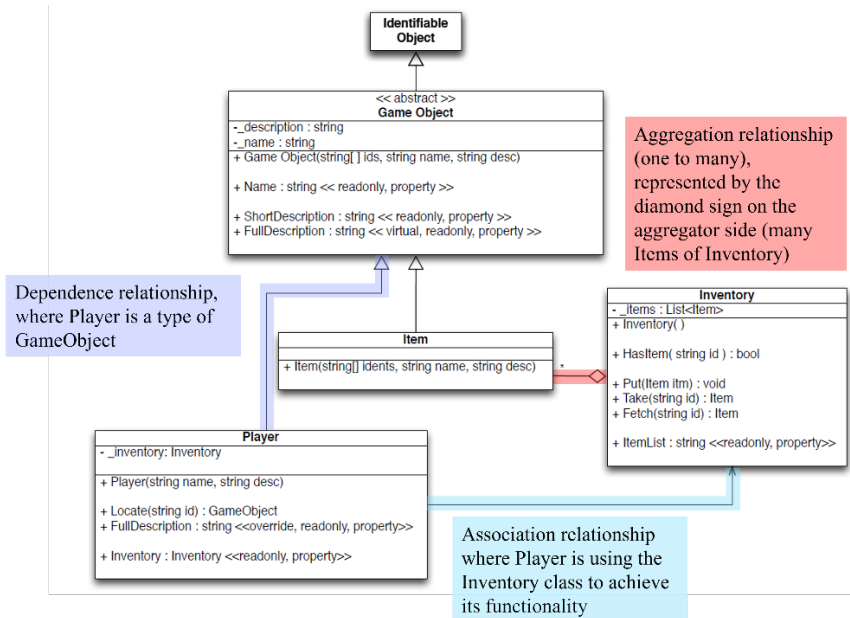 Identifiable
Object
<< abstract >>
Game Object
-_description : string
-_name : string
+ Game Object(string[ ] ids, string name, string desc)
+ Name : string << readonly, property >>
+ ShortDescription : string << readonly, property >>
+ FullDescription : string << virtual, readonly, property >>
Aggregation relationship
(one to many),
represented by the
diamond sign on the
aggregator side (many
Items of Inventory)
Dependence relationship,
where Player is a type of
GameObject
Item
+ Item(string[] idents, string name, string desc)
*
Inventory
- _items : List<Item>
+ Inventory( )
+ HasItem( string id ) : bool
+ Put(Item itm) : void
+ Take(string id) : Item
+ Fetch(string id) : Item
+ ItemList : string <<readonly, property>>
Player
- _inventory: Inventory
+ Player(string name, string desc)
+ Locate(string id) : GameObject
+ FullDescription : string <<override, readonly, property>>
+ Inventory : Inventory <<readonly, property>>
Association relationship
where Player is using the
Inventory class to achieve
its functionality